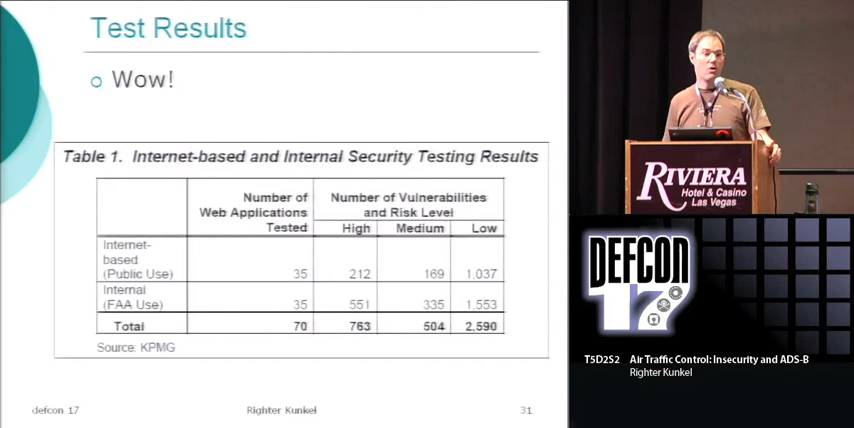 Test Results
Wow!
Table 1. Internet-based and Internal Security Testing Results
Number of Web Applications Tested
Number of Vulnerabilities and Risk Level
High Medium Low
Internet-based (Public Use) 35 212 169 1,037
Internal (FAA Use) 35 551 335 1,553
Total 70 763 504 2,590
Source: KPMG
defcon 17 Righter Kunkel 31
RIVIERA
Hotel & Casino
Las Vegas
DEFCON
17
T5D2S2 Air Traffic Control: Insecurity and ADS-B
Righter Kunkel